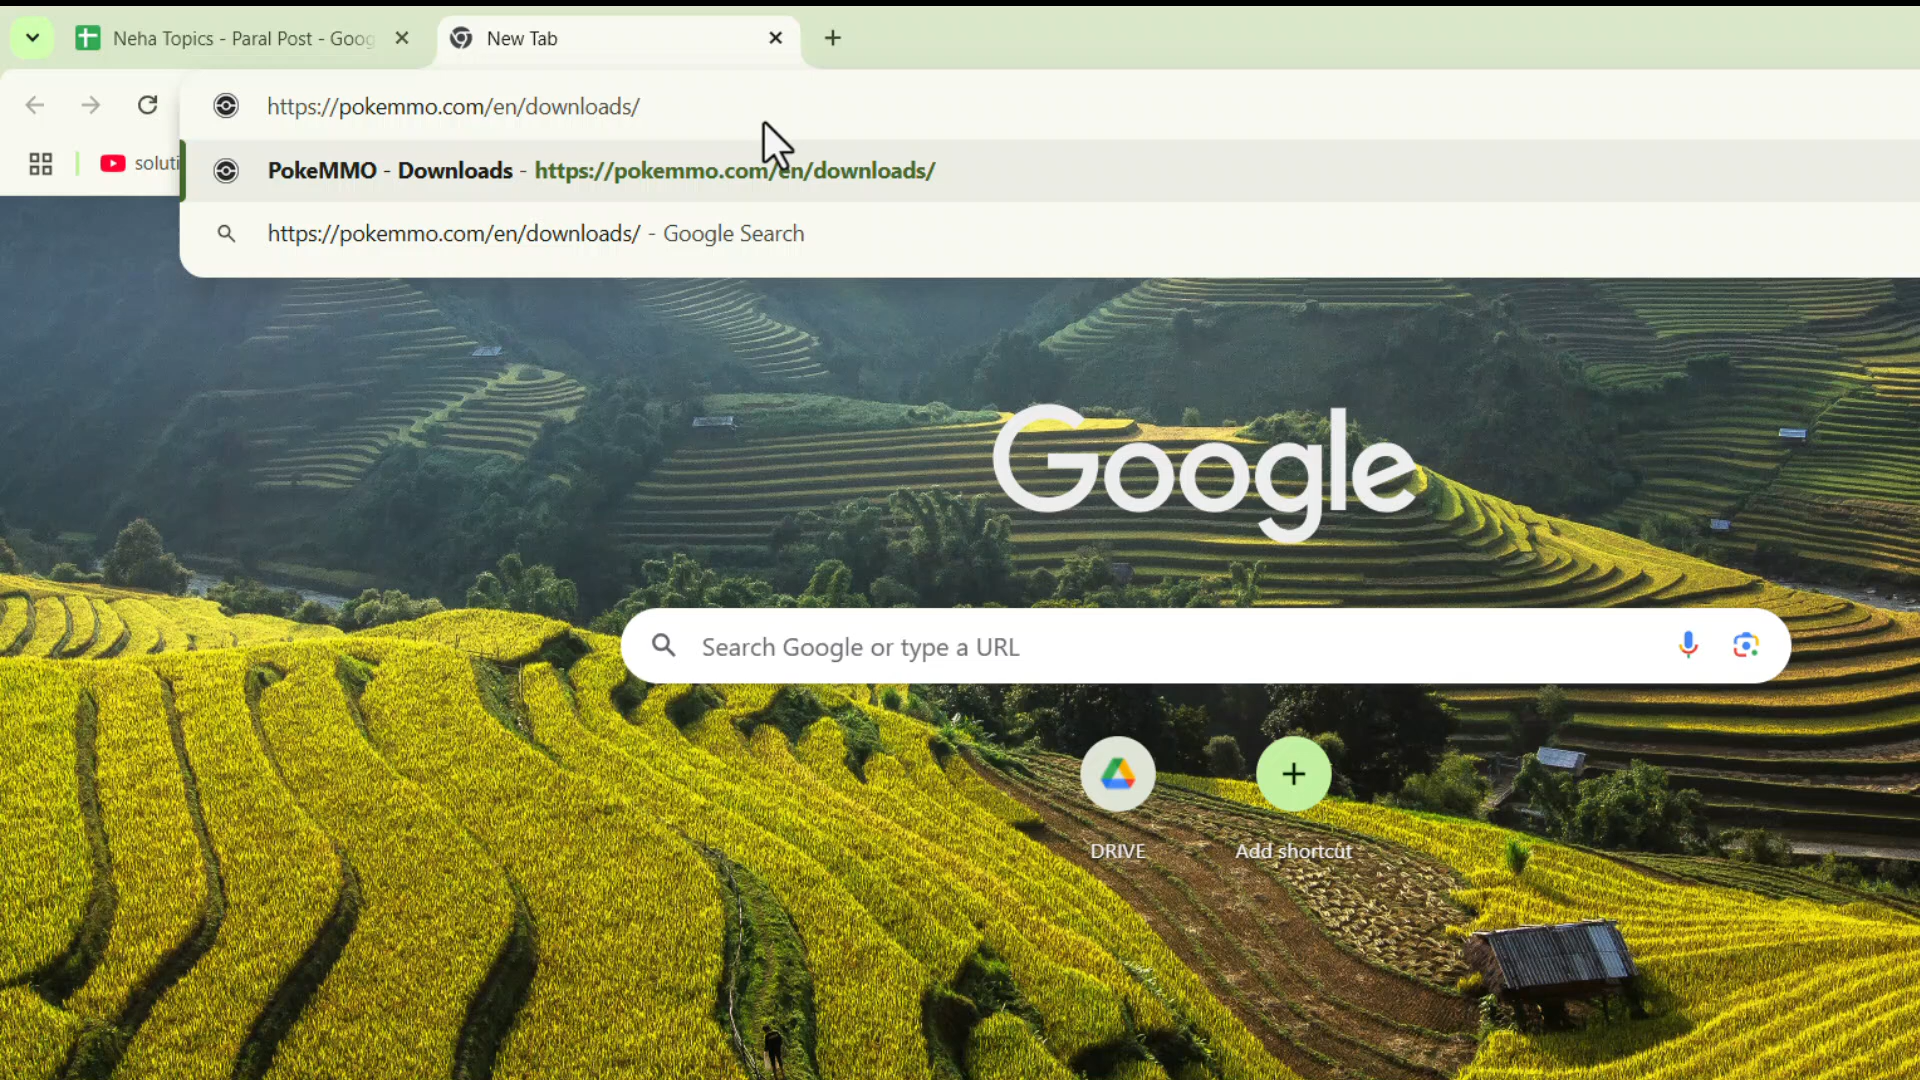 Neha Topics - Paral Post - Goog
New Tab
https://pokemmo.com/en/downloads/
soluti
PokeMMO - Downloads - https://pokemmo.com/en/downloads/
https://pokemmo.com/en/downloads/ - Google Search
Google
Search Google or type a URL
DRIVE
Add shortcut